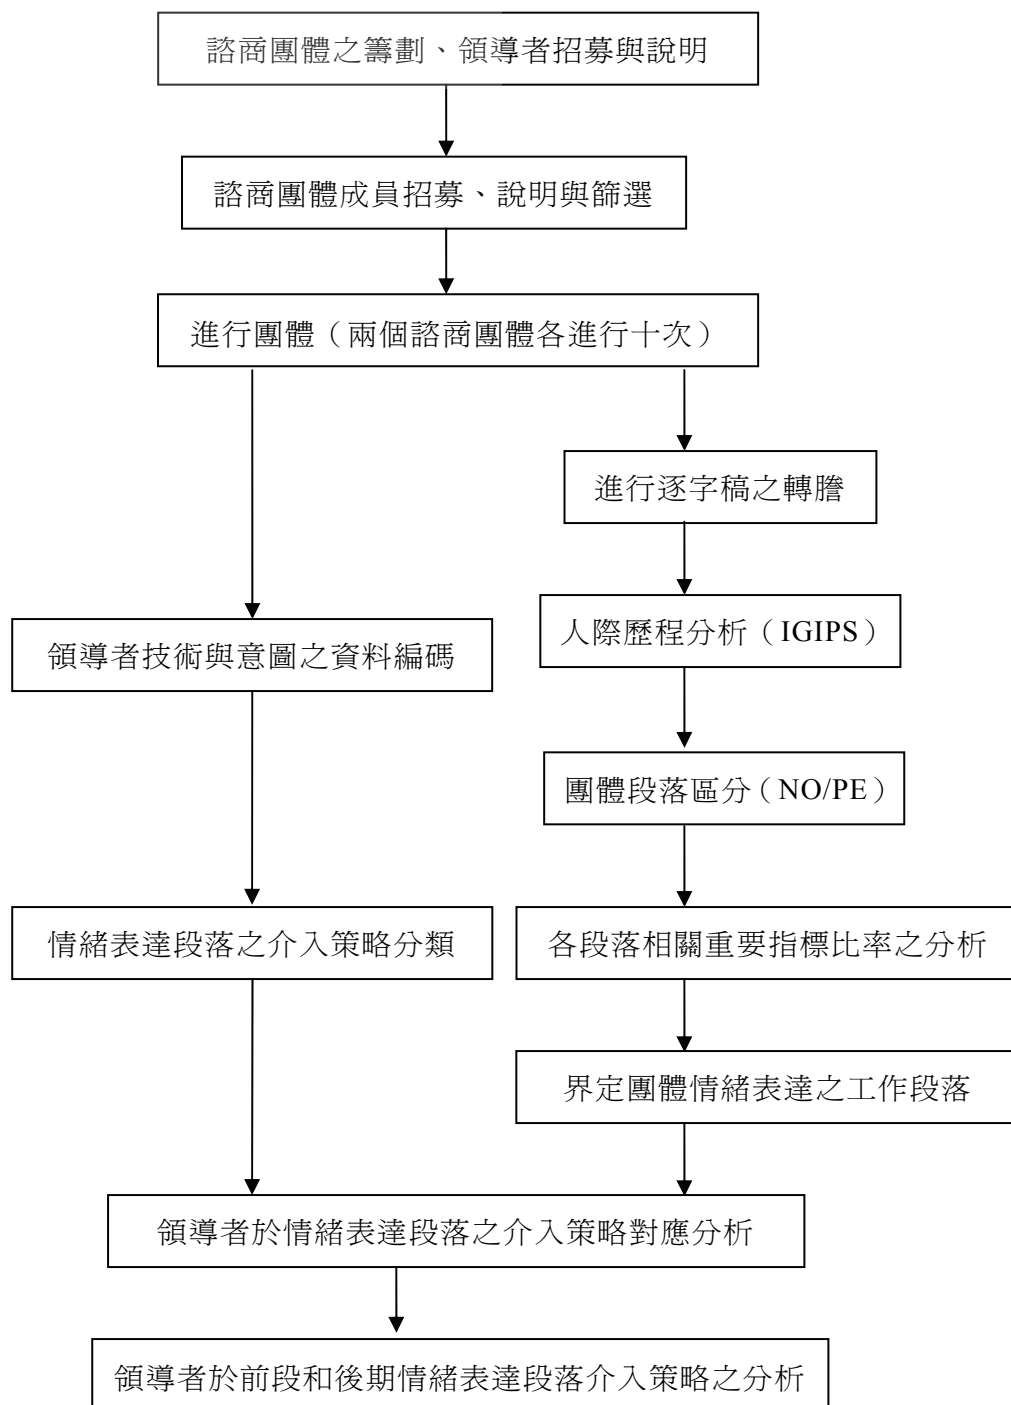 諮商團體之籌劃、領導者招募與說明
諮商團體成員招募、說明與篩選
進行團體（兩個諮商團體各進行十次）
進行逐字稿之轉謄
人際歷程分析（IGIPS）
領導者技術與意圖之資料編碼
團體段落區分（NO/PE）
情緒表達段落之介入策略分類
各段落相關重要指標比率之分析
界定團體情緒表達之工作段落
領導者於情緒表達段落之介入策略對應分析
領導者於前段和後期情緒表達段落介入策略之分析